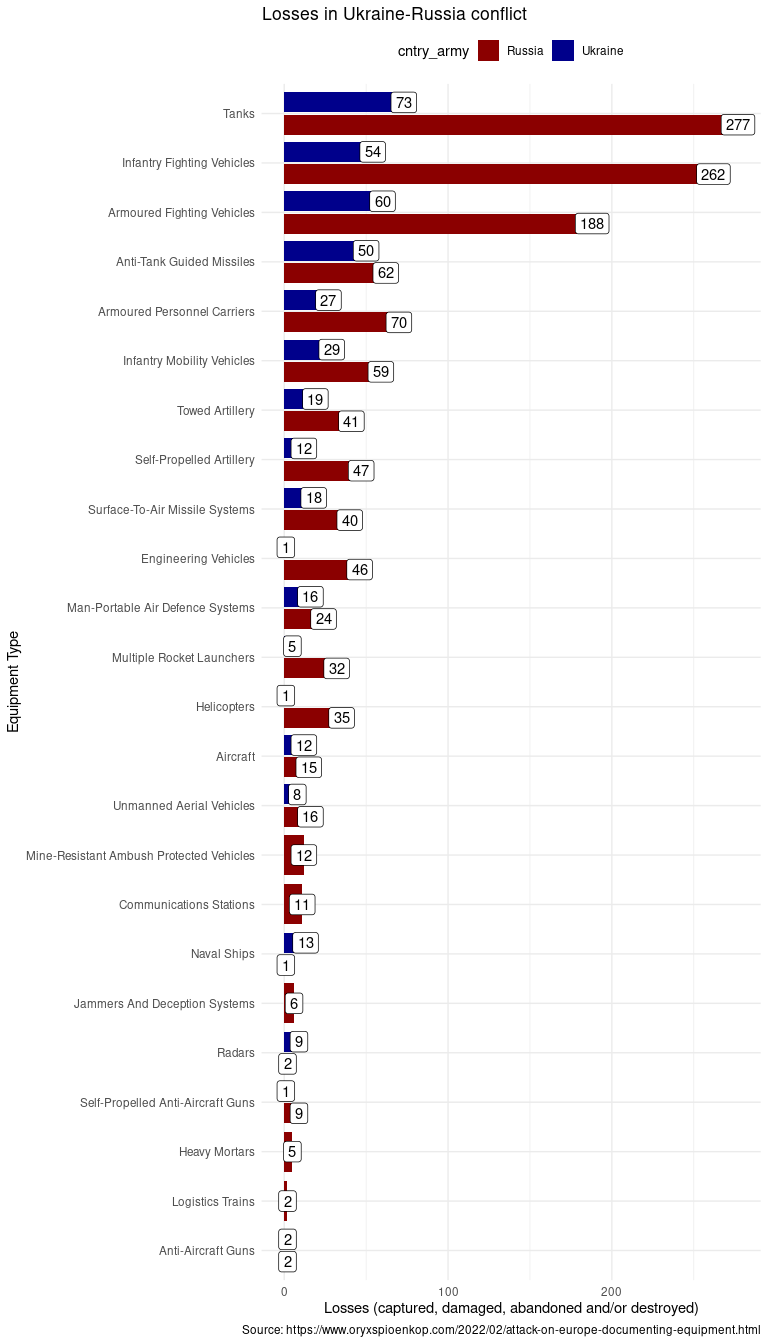 Losses in Ukraine-Russia conflict
cntry_army Russia Ukraine
Tanks 73
277
Infantry Fighting Vehicles 54
262
Armoured Fighting Vehicles 60
188
Anti-Tank Guided Missiles 50
62
Armoured Personnel Carriers 27
70
Infantry Mobility Vehicles 29
59
Towed Artillery 19
41
Self-Propelled Artillery 12
47
Surface-To-Air Missile Systems 18
40
Engineering Vehicles 1
46
Man-Portable Air Defence Systems 16
24
Multiple Rocket Launchers 5
32
Helicopters 1
35
Aircraft 12
15
Unmanned Aerial Vehicles 8
16
Mine-Resistant Ambush Protected Vehicles 12
Communications Stations 11
Naval Ships 13
1
Jammers And Deception Systems 6
Radars 9
2
Self-Propelled Anti-Aircraft Guns 1
9
Heavy Mortars 5
Logistics Trains 2
Anti-Aircraft Guns 2
2
Equipment Type
0 100 200
Losses (captured, damaged, abandoned and/or destroyed)
Source: https://www.oryxspioenkop.com/2022/02/attack-on-europe-documenting-equipment.html